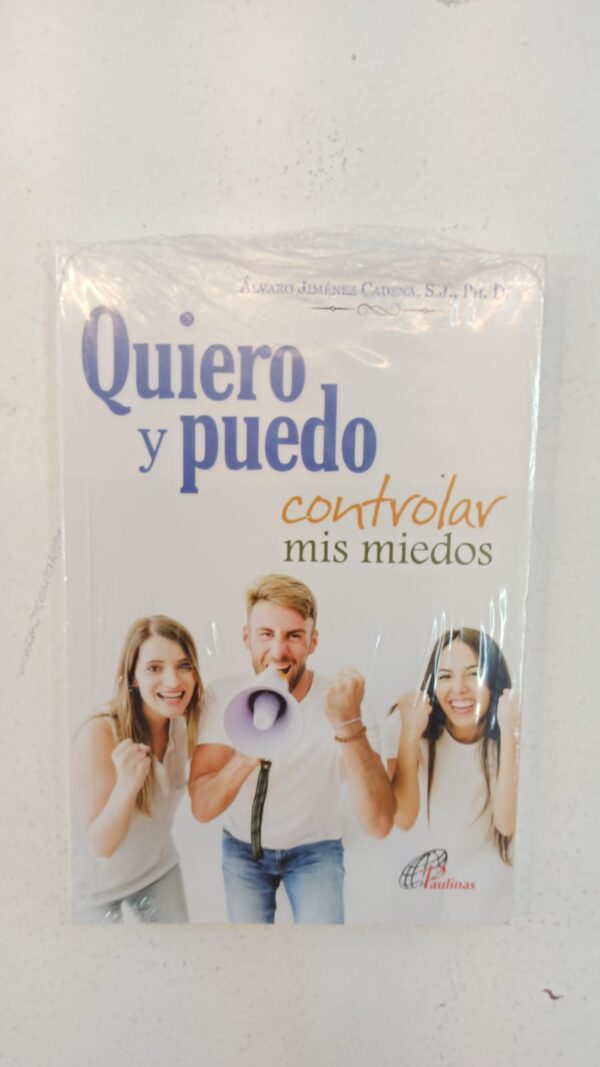 ÁLVARO JIMÉNEZ CADENA, S.J., PH. D.
Quiero
y puedo
controlar
mis miedos
Paulinas